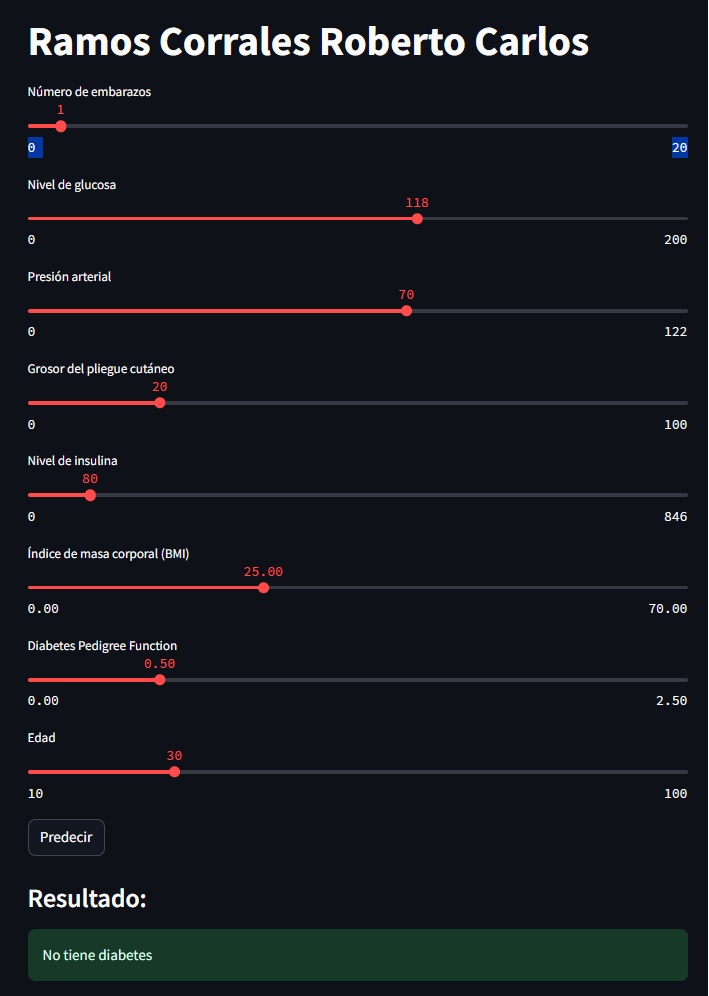 Ramos Corrales Roberto Carlos
Número de embarazos
1
0 20
Nivel de glucosa
118
0 200
Presión arterial
70
0 122
Grosor del pliegue cutáneo
20
0 100
Nivel de insulina
80
0 846
Índice de masa corporal (BMI)
25.00
0.00 70.00
Diabetes Pedigree Function
0.50
0.00 2.50
Edad
30
10 100
Predecir
Resultado:
No tiene diabetes